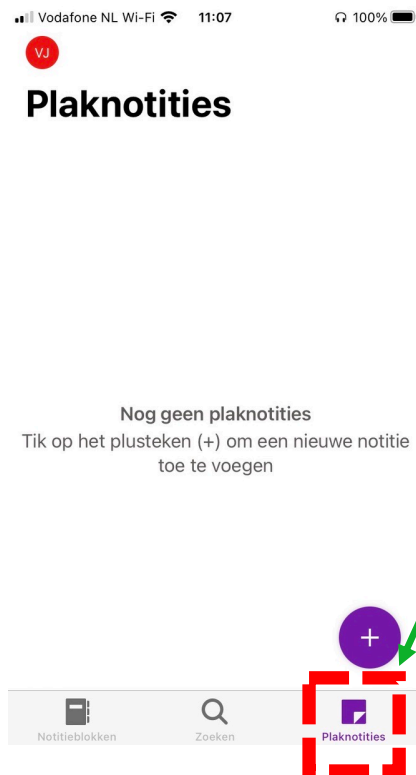 Vodafone NL Wi-Fi 11:07 100%
VJ
Plaknotities
Nog geen plaknotities
Tik op het plusteken (+) om een nieuwe notitie
toe te voegen
+
Notitieblokken Zoeken Plaknotities